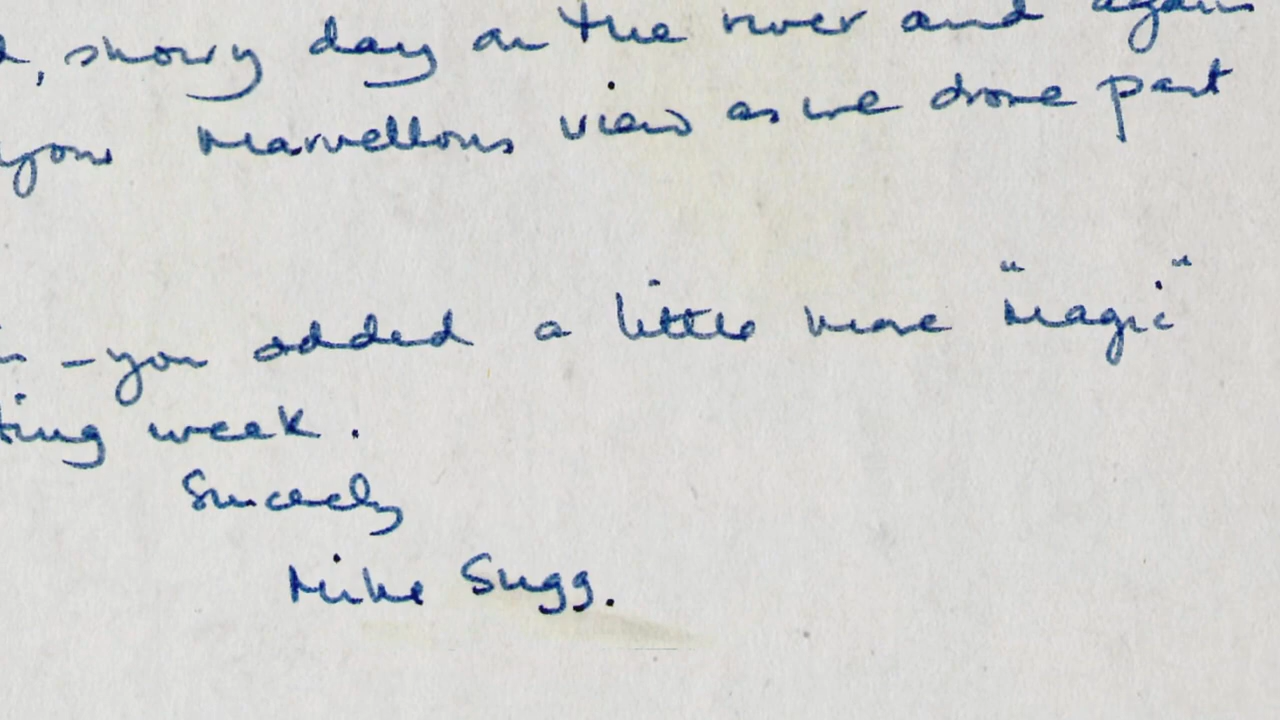 , snowy day on the river and again
your marvellous view as we drove past
- you added a little more "magic"
week.
Sincerely
Mike Sugg.